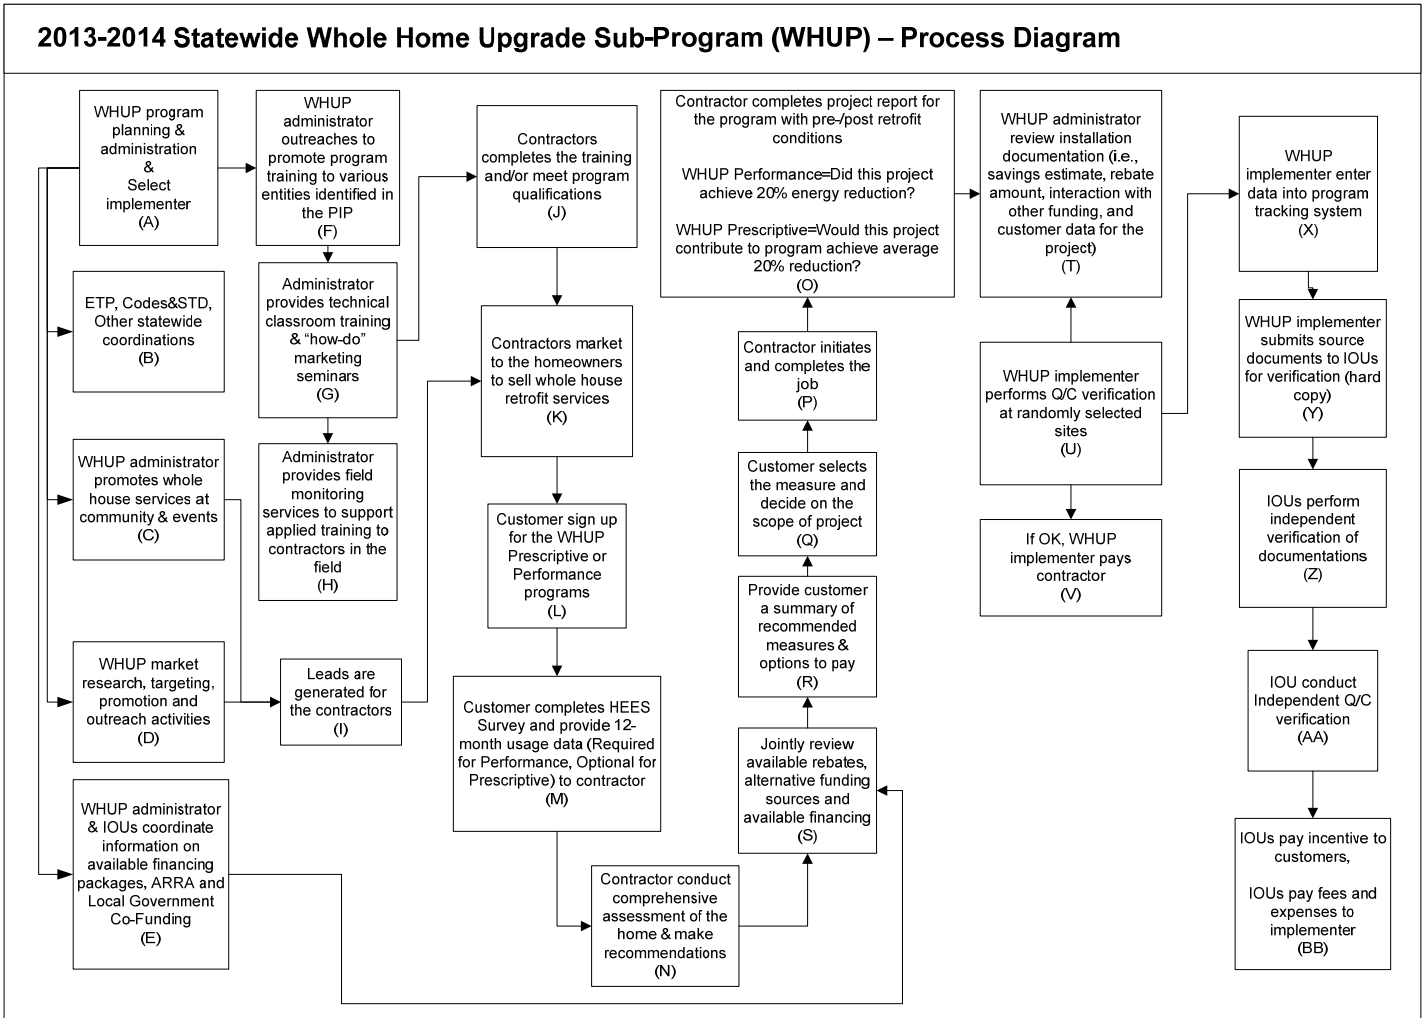 2013-2014 Statewide Whole Home Upgrade Sub-Program (WHUP) – Process Diagram
WHUP program
planning &
administration
&
Select
implementer
(A)
ETP, Codes&STD,
Other statewide
coordinations
(B)
WHUP administrator
promotes whole
house services at
community & events
(C)
WHUP market
research, targeting,
promotion and
outreach activities
(D)
WHUP administrator
& IOUs coordinate
information on
available financing
packages, ARRA and
Local Government
Co-Funding
(E)
WHUP
administrator
outreaches to
promote program
training to various
entities identified in
the PIP
(F)
Administrator
provides technical
classroom training
& “how-do”
marketing
seminars
(G)
Administrator
provides field
monitoring
services to support
applied training to
contractors in the
field
(H)
Leads are
generated for
the contractors
(I)
Contractors
completes the training
and/or meet program
qualifications
(J)
Contractors market
to the homeowners
to sell whole house
retrofit services
(K)
Customer sign up
for the WHUP
Prescriptive or
Performance
programs
(L)
Customer completes HEES
Survey and provide 12-
month usage data (Required
for Performance, Optional for
Prescriptive) to contractor
(M)
Contractor conduct
comprehensive
assessment of the
home & make
recommendations
(N)
Contractor completes project report for
the program with pre-/post retrofit
conditions
WHUP Performance=Did this project
achieve 20% energy reduction?
WHUP Prescriptive=Would this project
contribute to program achieve average
20% reduction?
(O)
Contractor initiates
and completes the
job
(P)
Customer selects
the measure and
decide on the
scope of project
(Q)
Provide customer
a summary of
recommended
measures &
options to pay
(R)
Jointly review
available rebates,
alternative funding
sources and
available financing
(S)
WHUP administrator
review installation
documentation (i.e.,
savings estimate, rebate
amount, interaction with
other funding, and
customer data for the
project)
(T)
WHUP implementer
performs Q/C verification
at randomly selected
sites
(U)
If OK, WHUP
implementer pays
contractor
(V)
WHUP
implementer enter
data into program
tracking system
(X)
WHUP implementer
submits source
documents to IOUs
for verification (hard
copy)
(Y)
IOUs perform
independent
verification of
documentations
(Z)
IOU conduct
Independent Q/C
verification
(AA)
IOUs pay incentive to
customers,
IOUs pay fees and
expenses to
implementer
(BB)